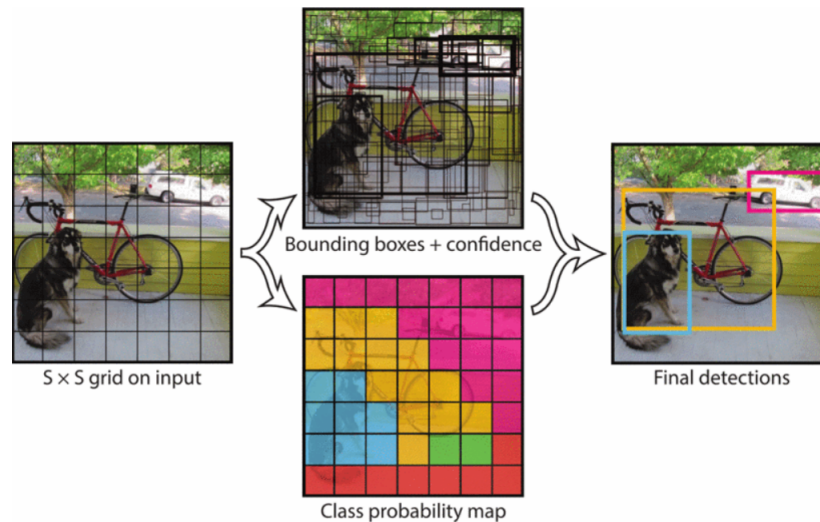 Bounding boxes + confidence
S × S grid on input
Final detections
Class probability map